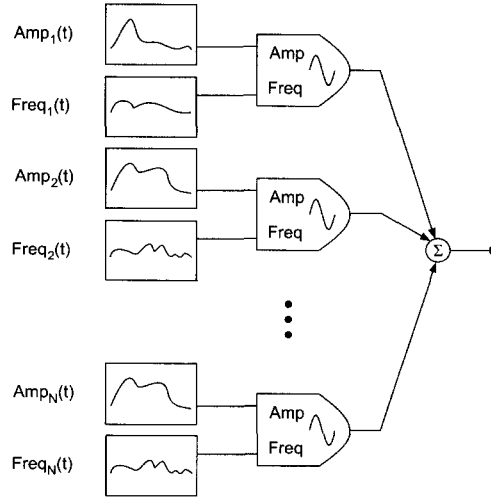 Amp₁(t)
Amp
Freq
Freq₁(t)
Amp₂(t)
Amp
Freq
Freq₂(t)
Σ
AmpN(t)
Amp
Freq
FreqN(t)